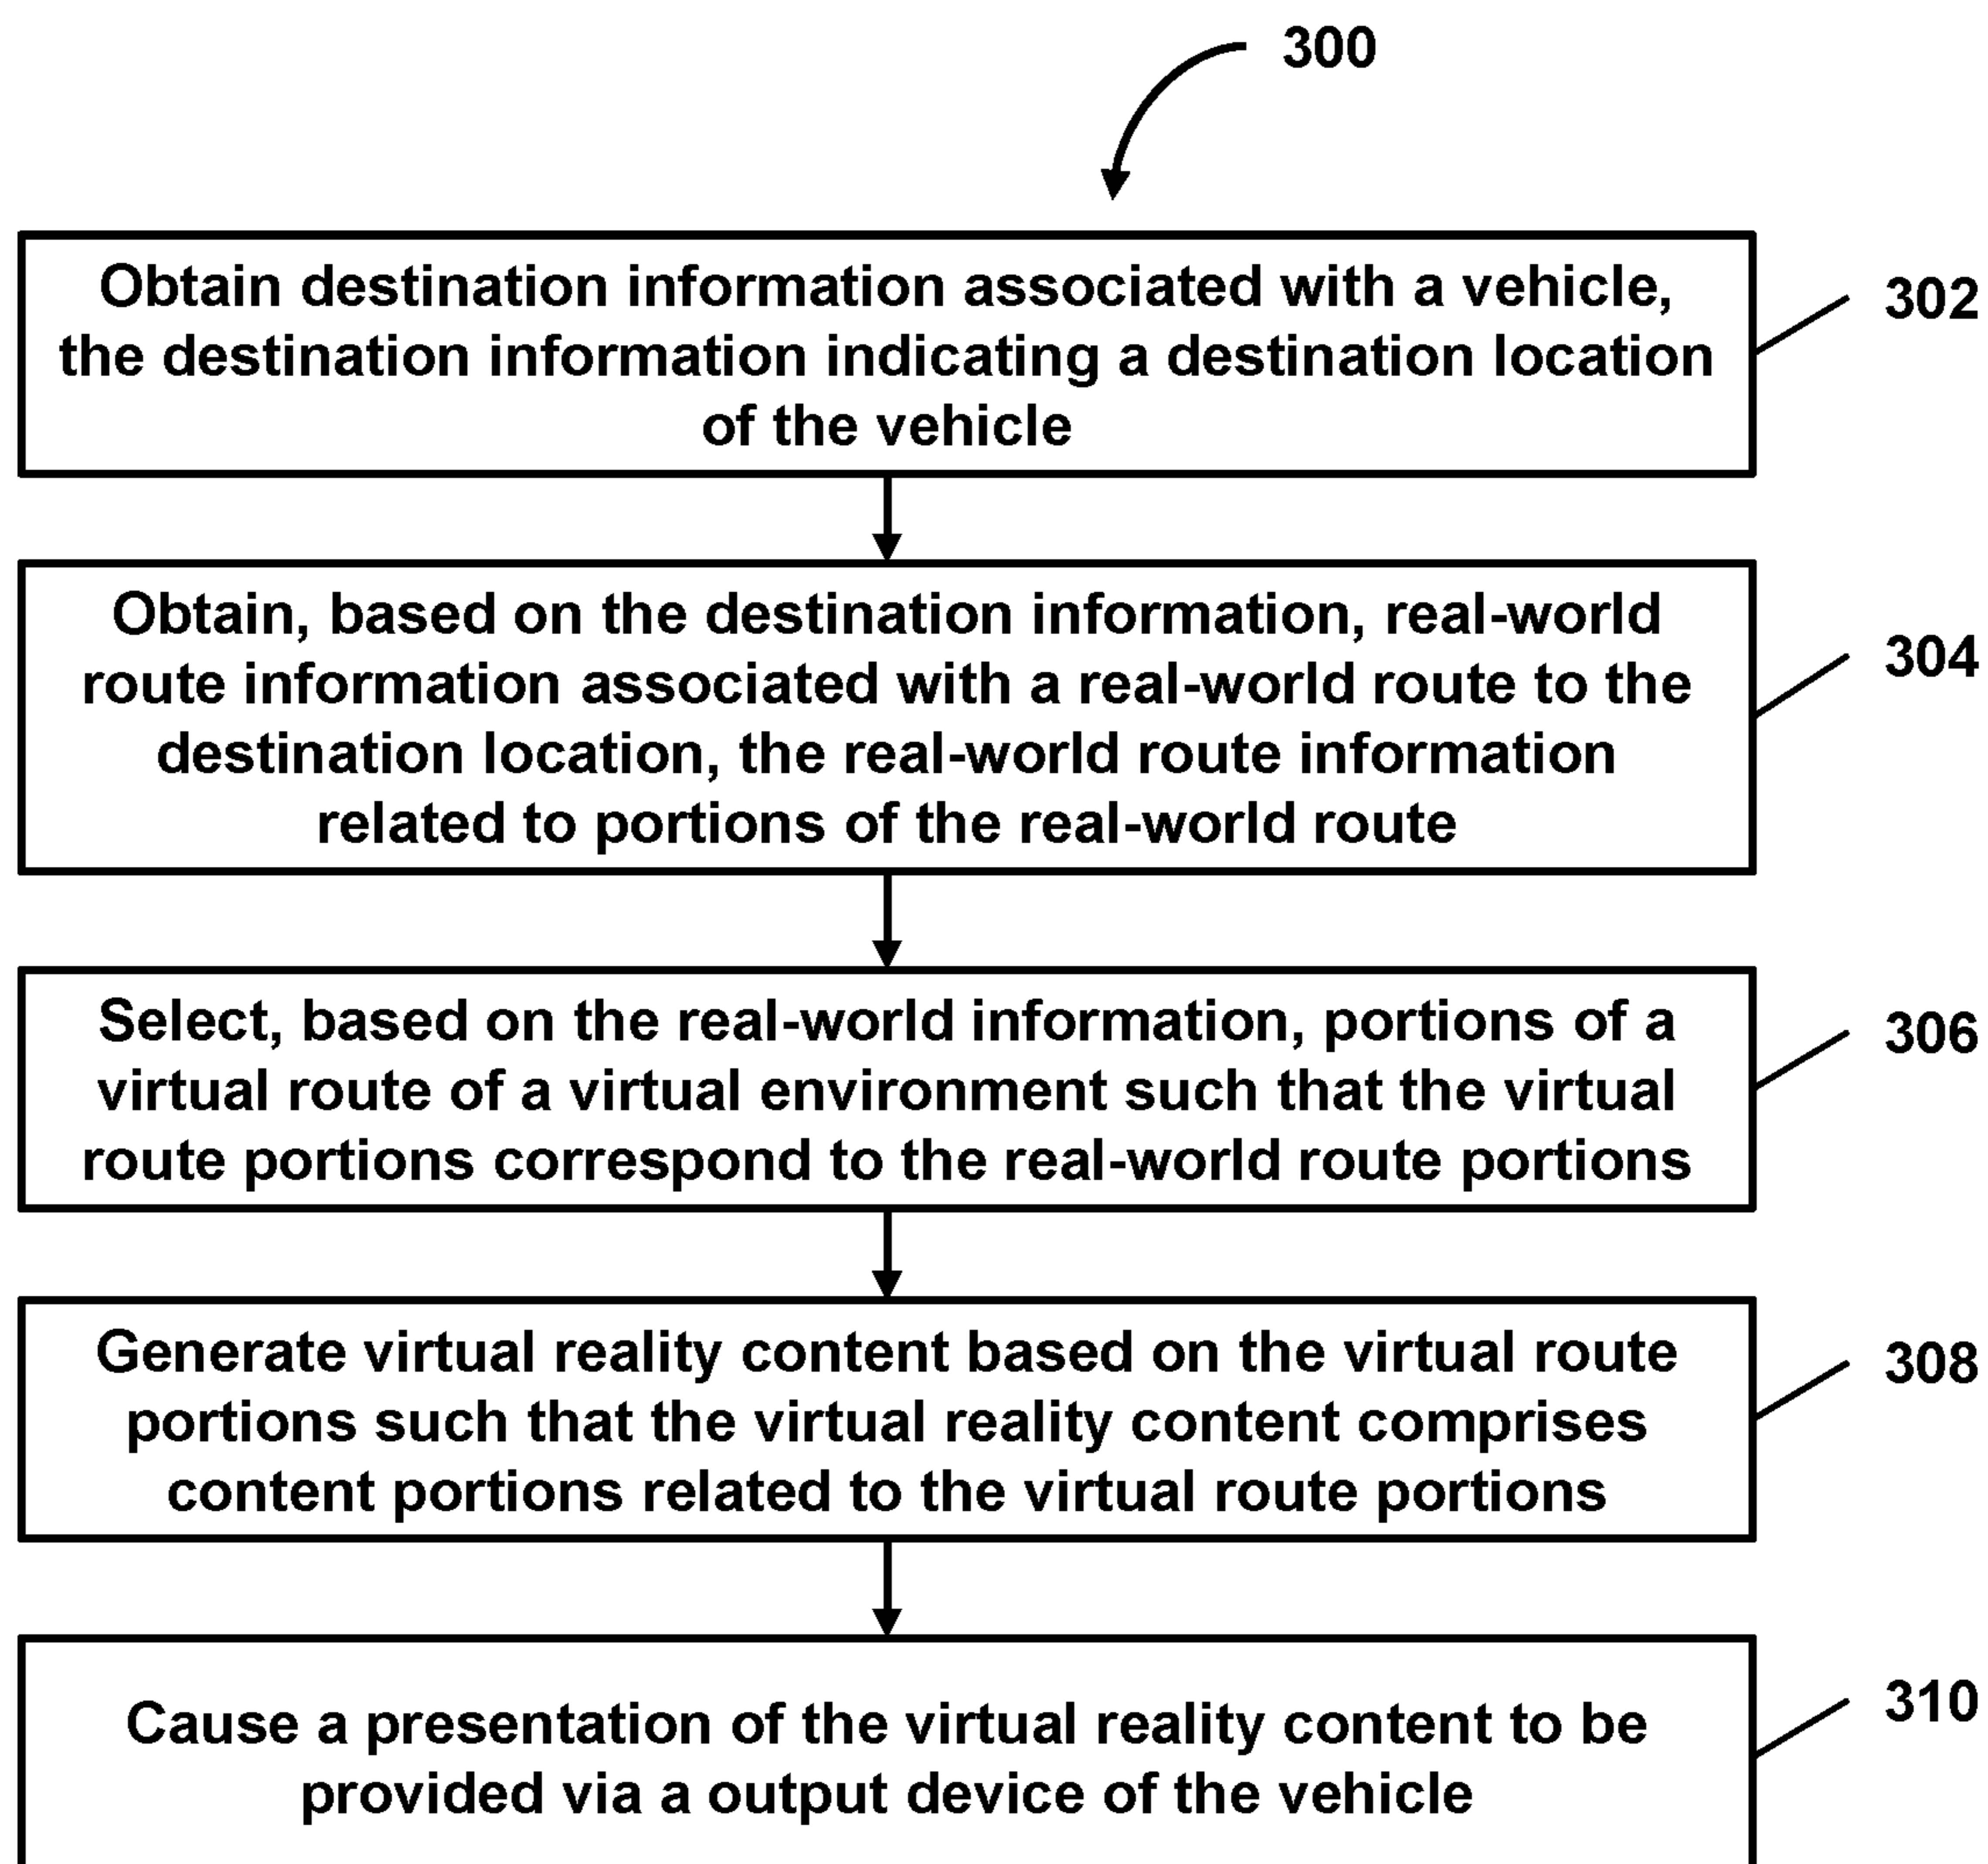 300
Obtain destination information associated with a vehicle,
the destination information indicating a destination location
of the vehicle
302
Obtain, based on the destination information, real-world
route information associated with a real-world route to the
destination location, the real-world route information
related to portions of the real-world route
304
Select, based on the real-world information, portions of a
virtual route of a virtual environment such that the virtual
route portions correspond to the real-world route portions
306
Generate virtual reality content based on the virtual route
portions such that the virtual reality content comprises
content portions related to the virtual route portions
308
Cause a presentation of the virtual reality content to be
provided via a output device of the vehicle
310